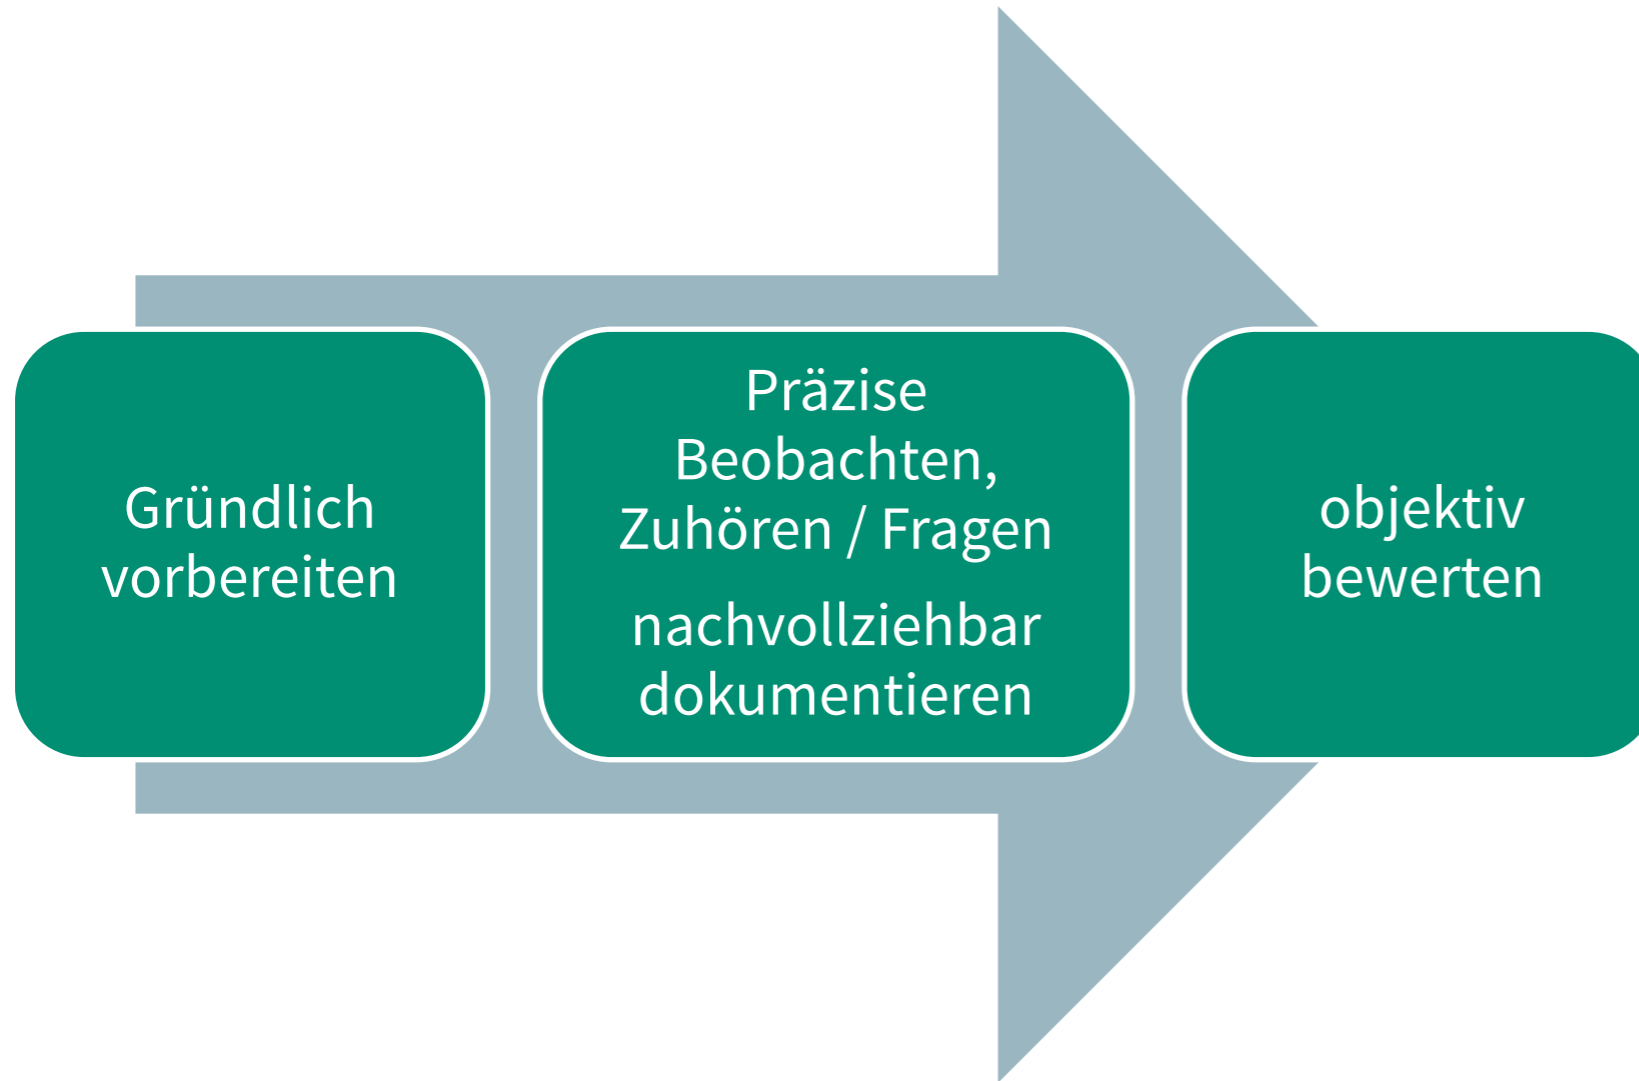 Gründlich
vorbereiten
Präzise
Beobachten,
Zuhören / Fragen
nachvollziehbar
dokumentieren
objektiv
bewerten